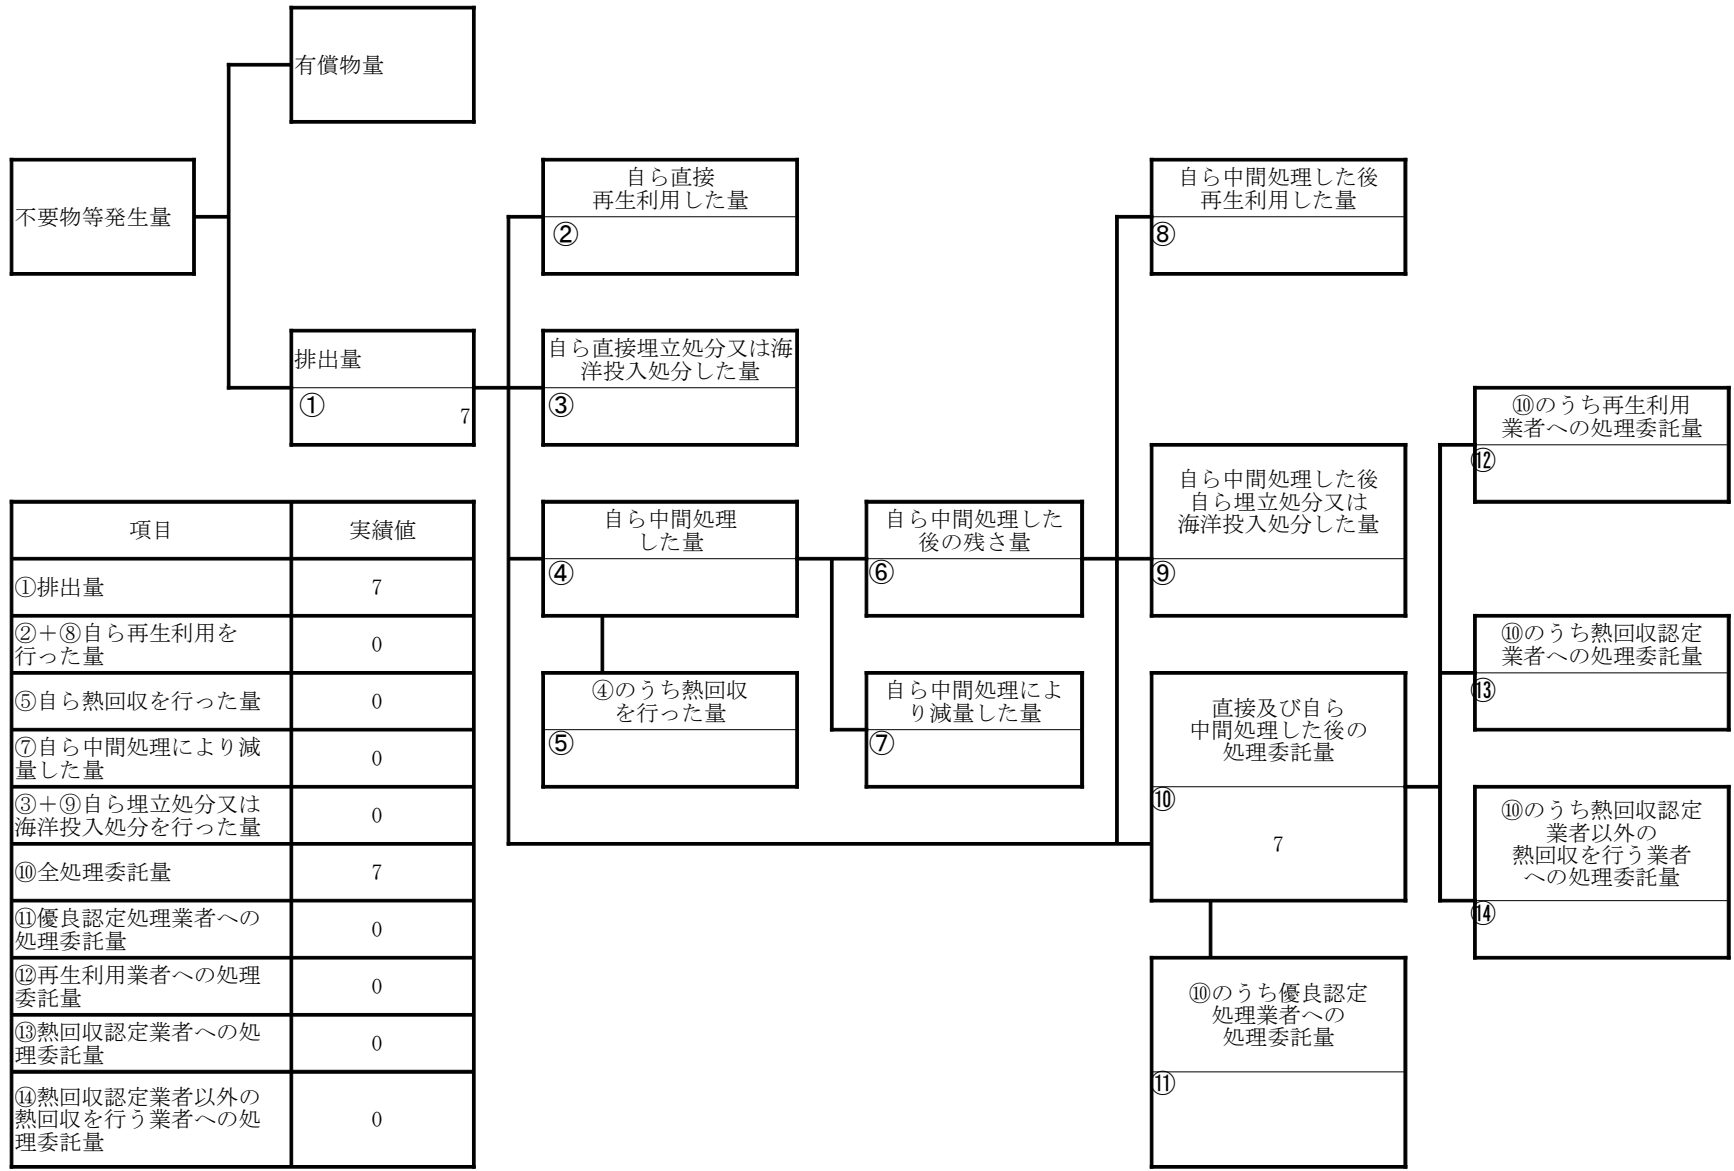 有償物量
不要物等発生量
自ら直接
再生利用した量
②
自ら中間処理した後
再生利用した量
⑧
排出量
①
7
自ら直接埋立処分又は海
洋投入処分した量
③
⑩のうち再生利用
業者への処理委託量
⑫
自ら中間処理
した量
④
自ら中間処理した
後の残さ量
⑥
自ら中間処理した後
自ら埋立処分又は
海洋投入処分した量
⑨
⑩のうち熱回収認定
業者への処理委託量
⑬
④のうち熱回収
を行った量
⑤
自ら中間処理によ
り減量した量
⑦
直接及び自ら
中間処理した後の
処理委託量
⑩
7
⑩のうち熱回収認定
業者以外の
熱回収を行う業者
への処理委託量
⑭
⑩のうち優良認定
処理業者への
処理委託量
⑪
項目 実績値
①排出量 7
②＋⑧自ら再生利用を
行った量 0
⑤自ら熱回収を行った量 0
⑦自ら中間処理により減
量した量 0
③＋⑨自ら埋立処分又は
海洋投入処分を行った量 0
⑩全処理委託量 7
⑪優良認定処理業者への
処理委託量 0
⑫再生利用業者への処理
委託量 0
⑬熱回収認定業者への処
理委託量 0
⑭熱回収認定業者以外の
熱回収を行う業者への処
理委託量 0